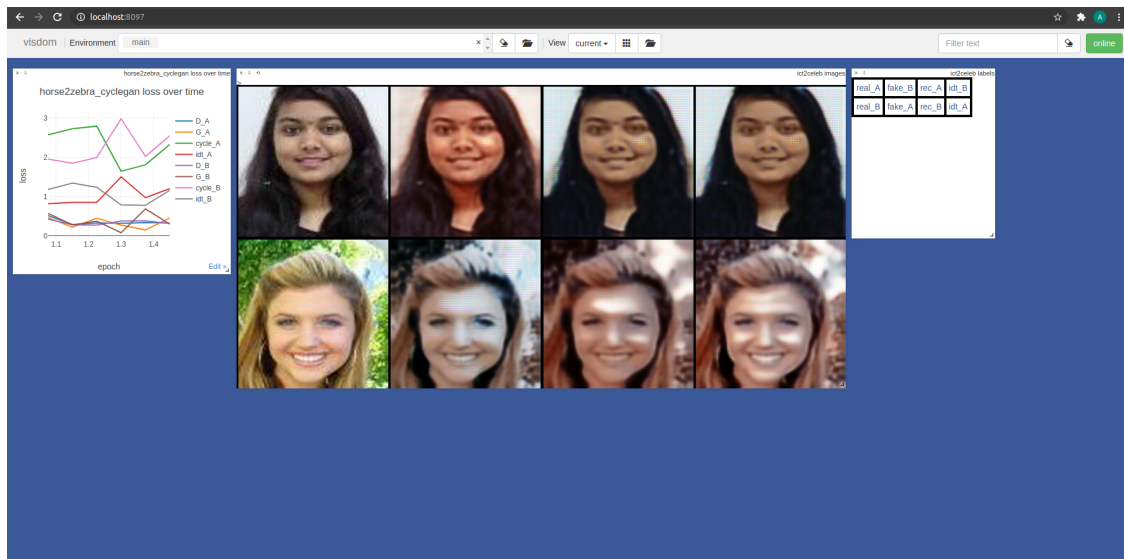 localhost:8097
A
visdom Environment main x View current Filter text online
x horse2zebra_cyclegan loss over time
horse2zebra_cyclegan loss over time
3
2
1
0
loss
1.1 1.2 1.3 1.4
epoch
D_A
G_A
cycle_A
idt_A
D_B
G_B
cycle_B
idt_B
Edit »
x ict2celeb images
x ict2celeb labels
real_A fake_B rec_A idt_B
real_B fake_A rec_B idt_A